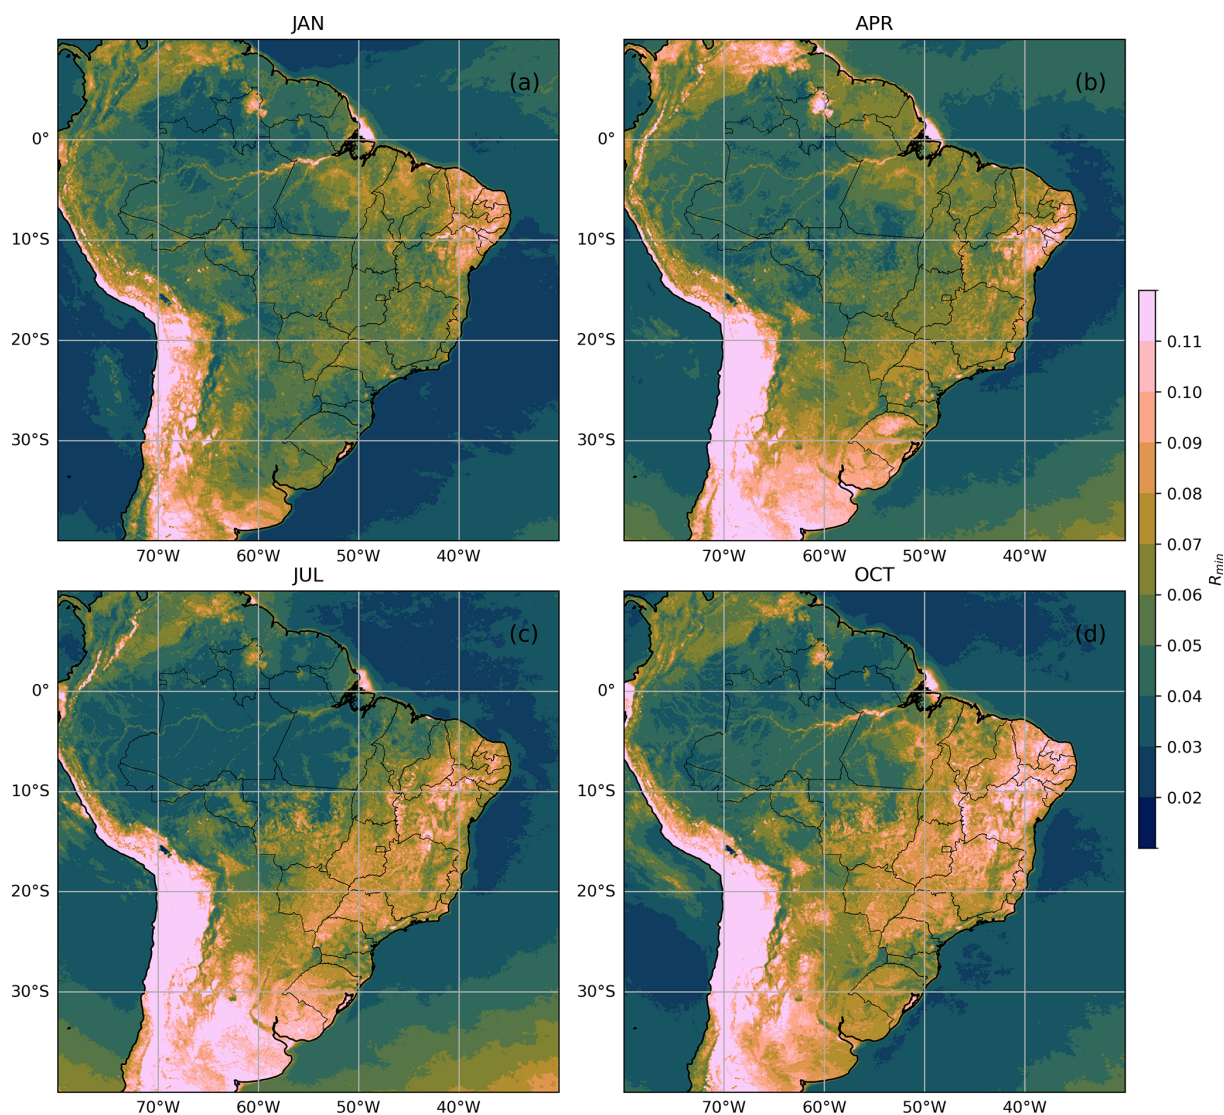 JAN
APR
(a)
(b)
0°
10°S
20°S
30°S
70°W
60°W
50°W
40°W
0°
10°S
20°S
30°S
70°W
60°W
50°W
40°W
JUL
OCT
(c)
(d)
0°
10°S
20°S
30°S
70°W
60°W
50°W
40°W
0°
10°S
20°S
30°S
70°W
60°W
50°W
40°W
0.11
0.10
0.09
0.08
0.07
0.06
0.05
0.04
0.03
0.02
R_min